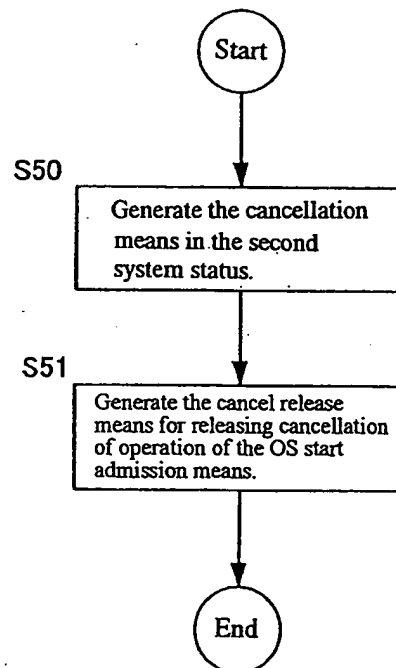 Start
S50
Generate the cancellation
means in the second
system status.
S51
Generate the cancel release
means for releasing cancellation
of operation of the OS start
admission means.
End